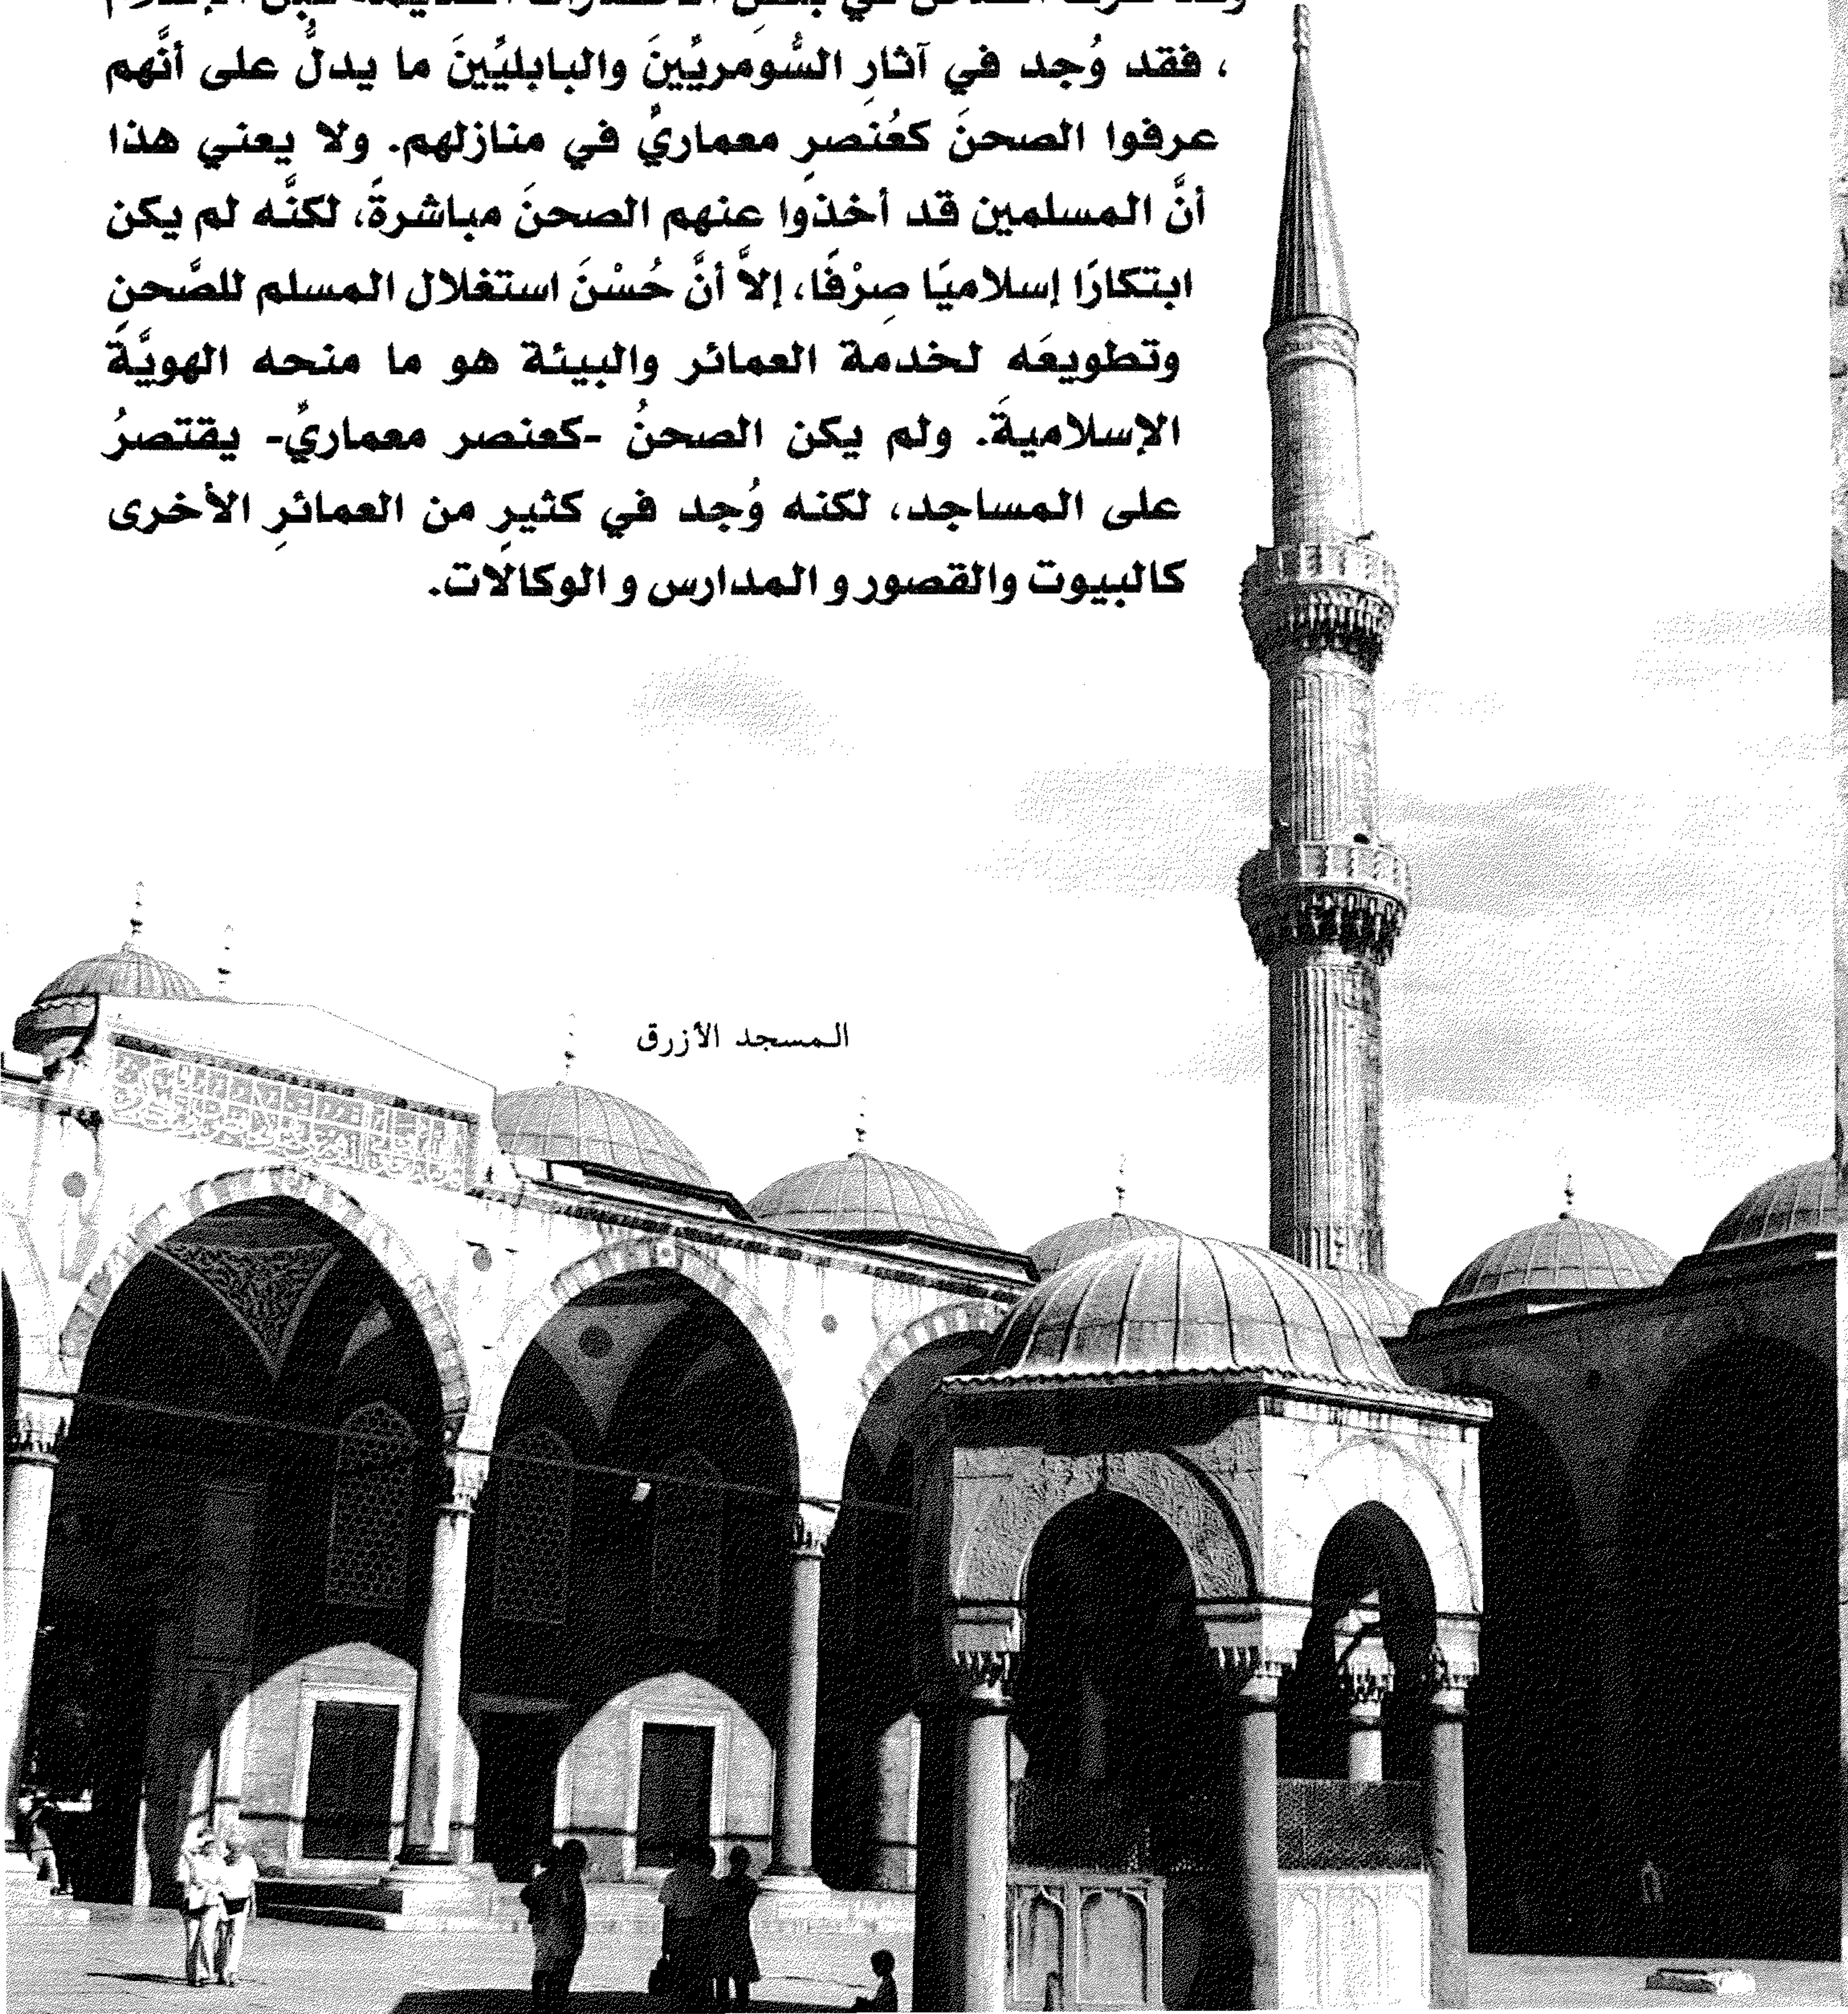 ، فقد وُجد في آثارِ السُّومريِّينَ والبابليِّينَ ما يدلُّ على أنَّهم
عرفوا الصحنَ كعُنصرٍ معماريٍّ في منازلهم. ولا يعني هذا
أنَّ المسلمين قد أخذوا عنهم الصحنَ مباشرةً، لكنَّه لم يكن
ابتكارًا إسلاميًا صِرْفًا، إلاَّ أنَّ حُسْنَ استغلال المسلم للصَّحنِ
وتطويعَه لخدمة العمائر والبيئة هو ما منحه الهويَّةَ
الإسلاميةَ. ولم يكن الصحنُ -كعنصر معماريٍّ- يقتصرُ
على المساجد، لكنه وُجد في كثيرٍ من العمائرِ الأخرى
كالبيوت والقصور و المدارس و الوكالات.
المسجد الأزرق